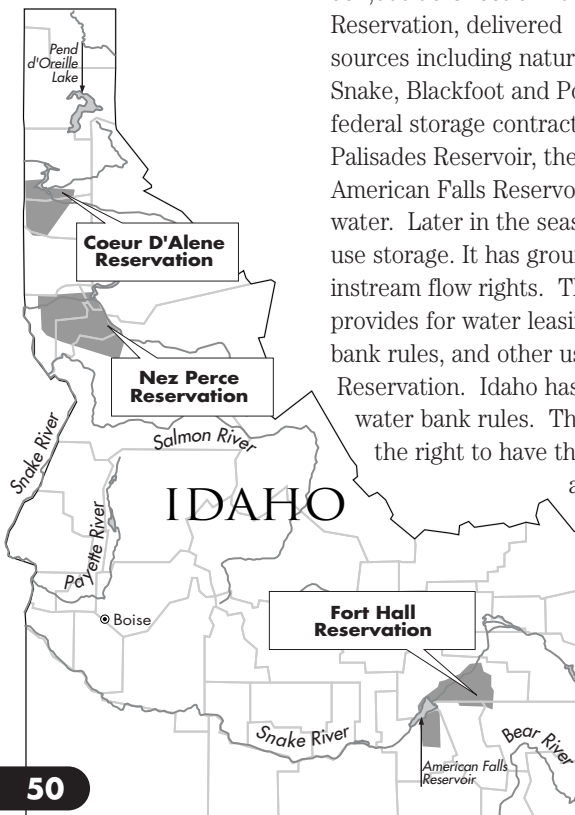 Reservation, delivered
sources including natur
Snake, Blackfoot and Po
federal storage contract
Palisades Reservoir, the
American Falls Reservo
water. Later in the seas
use storage. It has groun
instream flow rights. Th
provides for water leasin
bank rules, and other us
Reservation. Idaho has
water bank rules. Th
the right to have th
a
Pend
d'Oreille
Lake
Coeur D'Alene
Reservation
Nez Perce
Reservation
Snake River
Salmon River
IDAHO
Payette River
Boise
Fort Hall
Reservation
Snake River
American Falls
Reservoir
Bear River
50